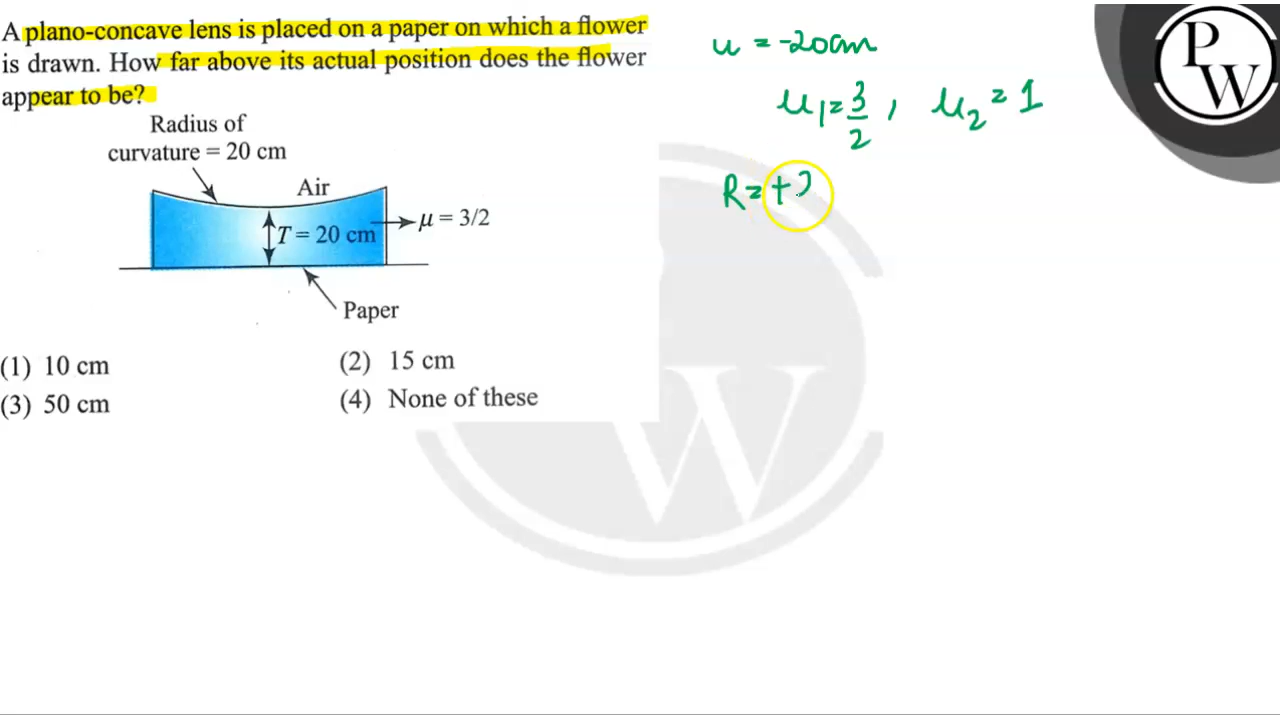 A plano-concave lens is placed on a paper on which a flower
is drawn. How far above its actual position does the flower
appear to be?
Radius of
curvature = 20 cm
Air
μ = 3/2
T = 20 cm
Paper
(1) 10 cm
(2) 15 cm
(3) 50 cm
(4) None of these
u = -20cm
μ1 = 3/2 , μ2 = 1
R = +2
P
W